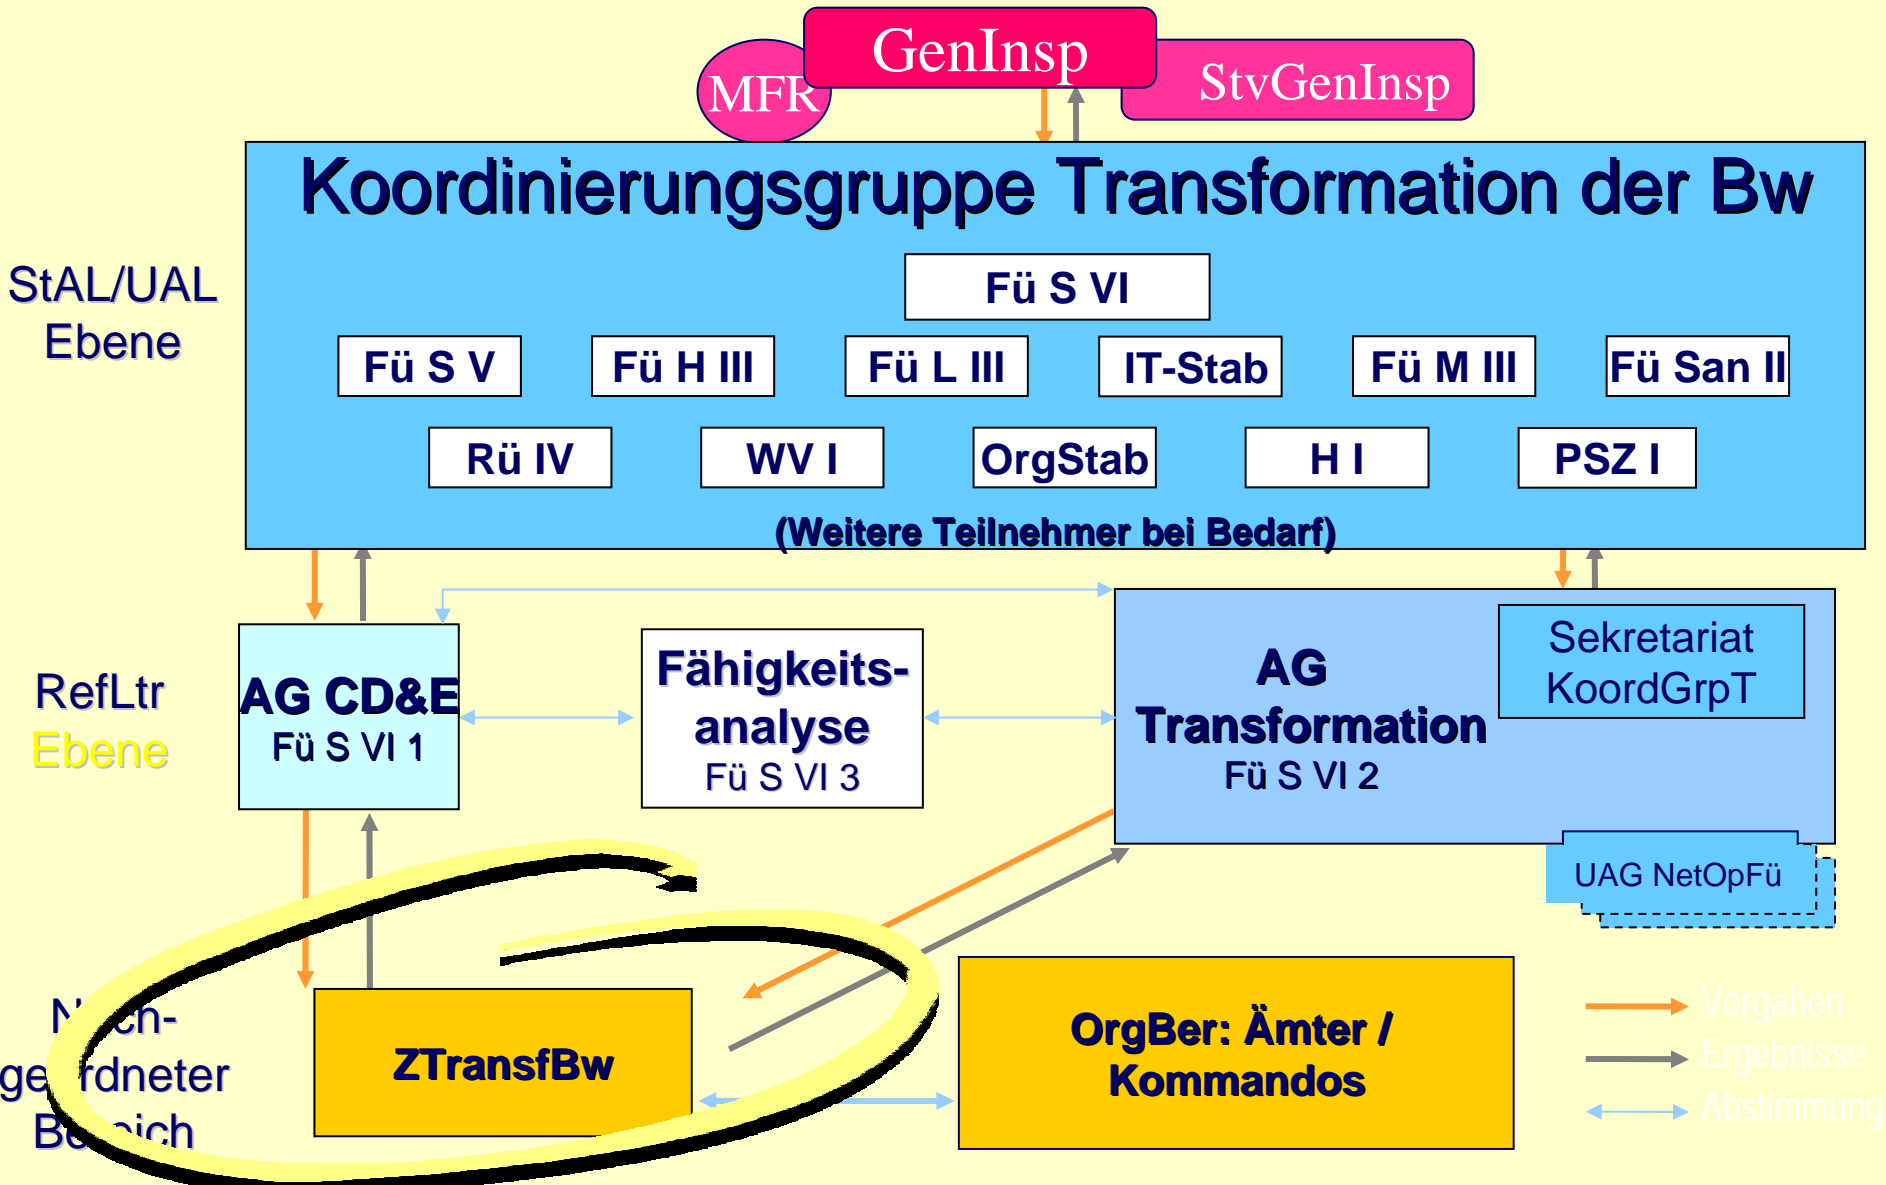 GenInsp
MFR
StvGenInsp
Koordinierungsgruppe Transformation der Bw
StAL/UAL
Ebene
Fü S VI
Fü S V
Fü H III
Fü L III
IT-Stab
Fü M III
Fü San II
Rü IV
WV I
OrgStab
H I
PSZ I
(Weitere Teilnehmer bei Bedarf)
RefLtr
Ebene
AG CD&E
Fü S VI 1
Fähigkeits-
analyse
Fü S VI 3
AG
Transformation
Fü S VI 2
Sekretariat
KoordGrpT
UAG NetOpFü
Nach-
geordneter
Bereich
ZTransfBw
OrgBer: Ämter /
Kommandos
Vorgaben
Ergebnisse
Abstimmung